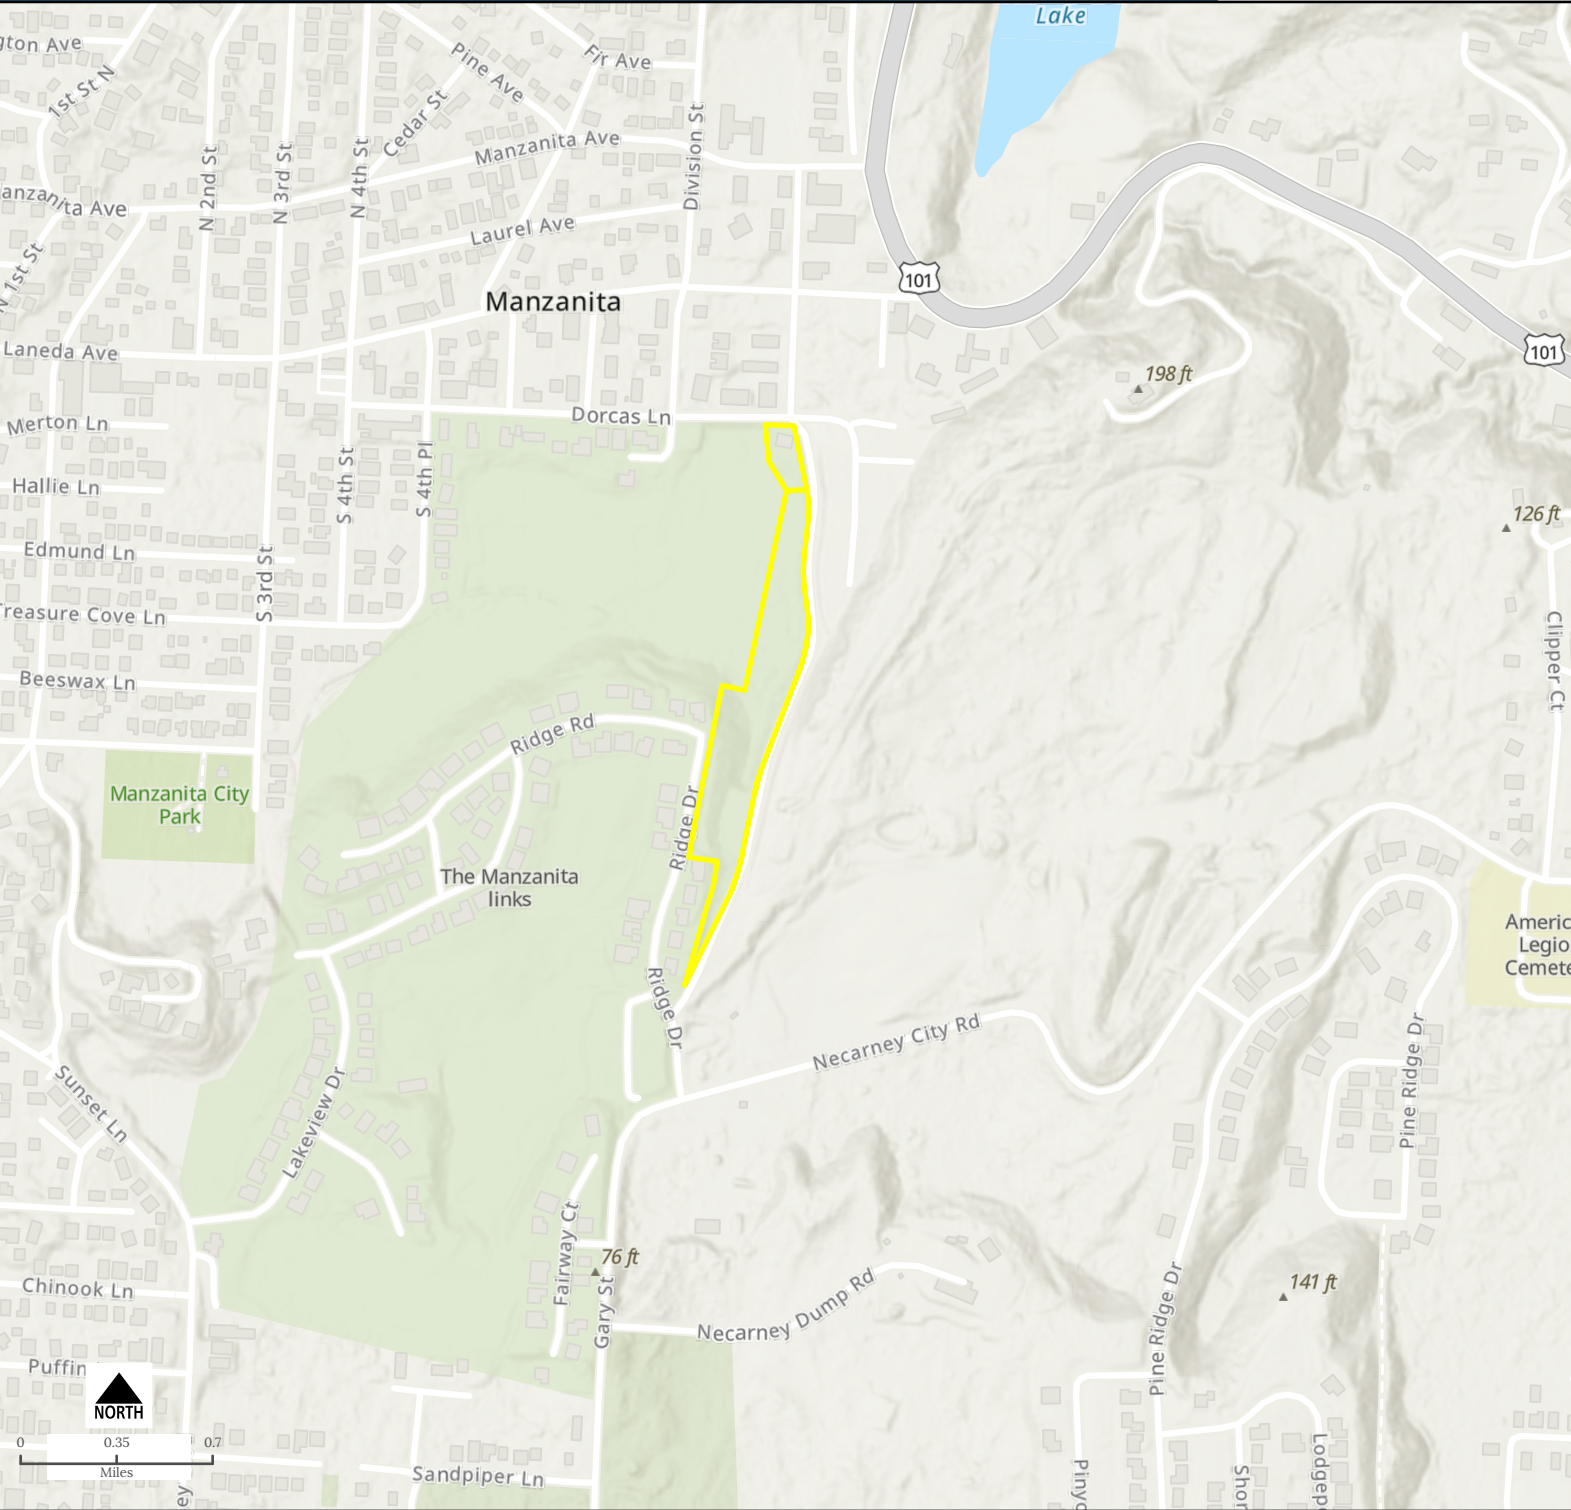 Lake
gton Ave
Fir Ave
Pine Ave
1st St N
Cedar St
Division St
Manzanita Ave
N 2nd St
N 3rd St
N 4th St
anzanita Ave
Laurel Ave
N 1st St
101
Manzanita
Laneda Ave
101
198 ft
Merton Ln
Dorcas Ln
S 4th St
S 4th Pl
Hallie Ln
126 ft
Edmund Ln
S 3rd St
Treasure Cove Ln
Clipper Ct
Beeswax Ln
Ridge Rd
Manzanita City
Park
Ridge Dr
The Manzanita
links
Americ
Legio
Cemete
Ridge Dr
Necarney City Rd
Pine Ridge Dr
Sunset Ln
Lakeview Dr
Fairway Ct
76 ft
Chinook Ln
141 ft
Gary St
Necarney Dump Rd
Pine Ridge Dr
Puffin
NORTH
0 0.35 0.7
Miles
Sandpiper Ln
ey
Pinyo
Shor
Lodgep